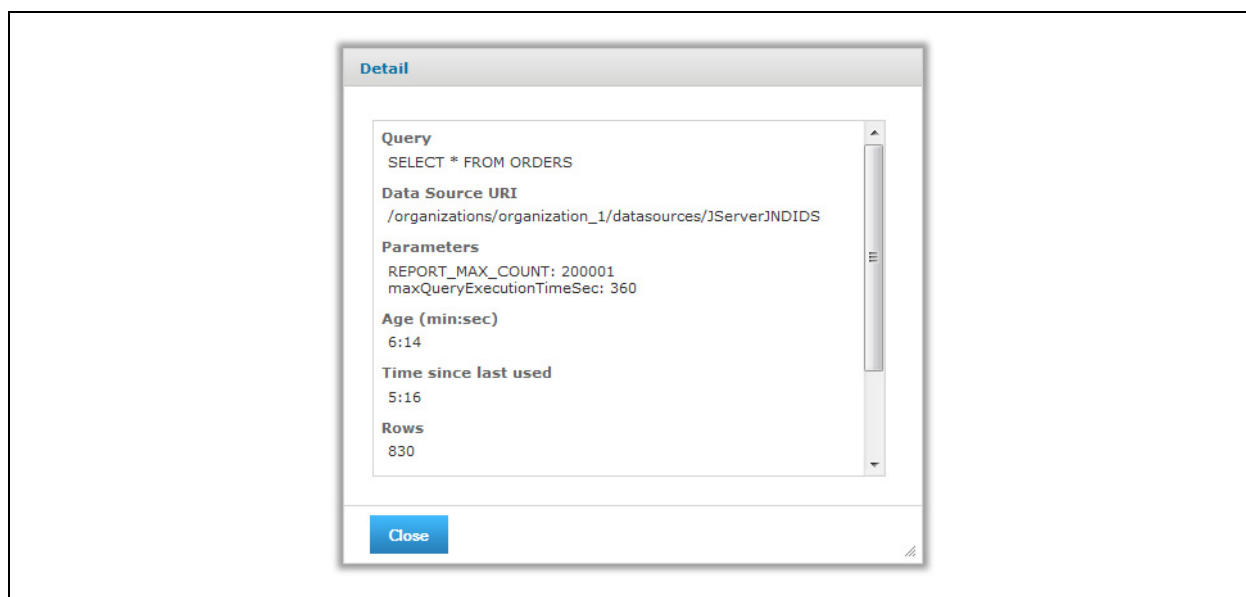 Detail
Query
SELECT * FROM ORDERS
Data Source URI
/organizations/organization_1/datasources/JServerJNDIDS
Parameters
REPORT_MAX_COUNT: 200001
maxQueryExecutionTimeSec: 360
Age (min:sec)
6:14
Time since last used
5:16
Rows
830
Close